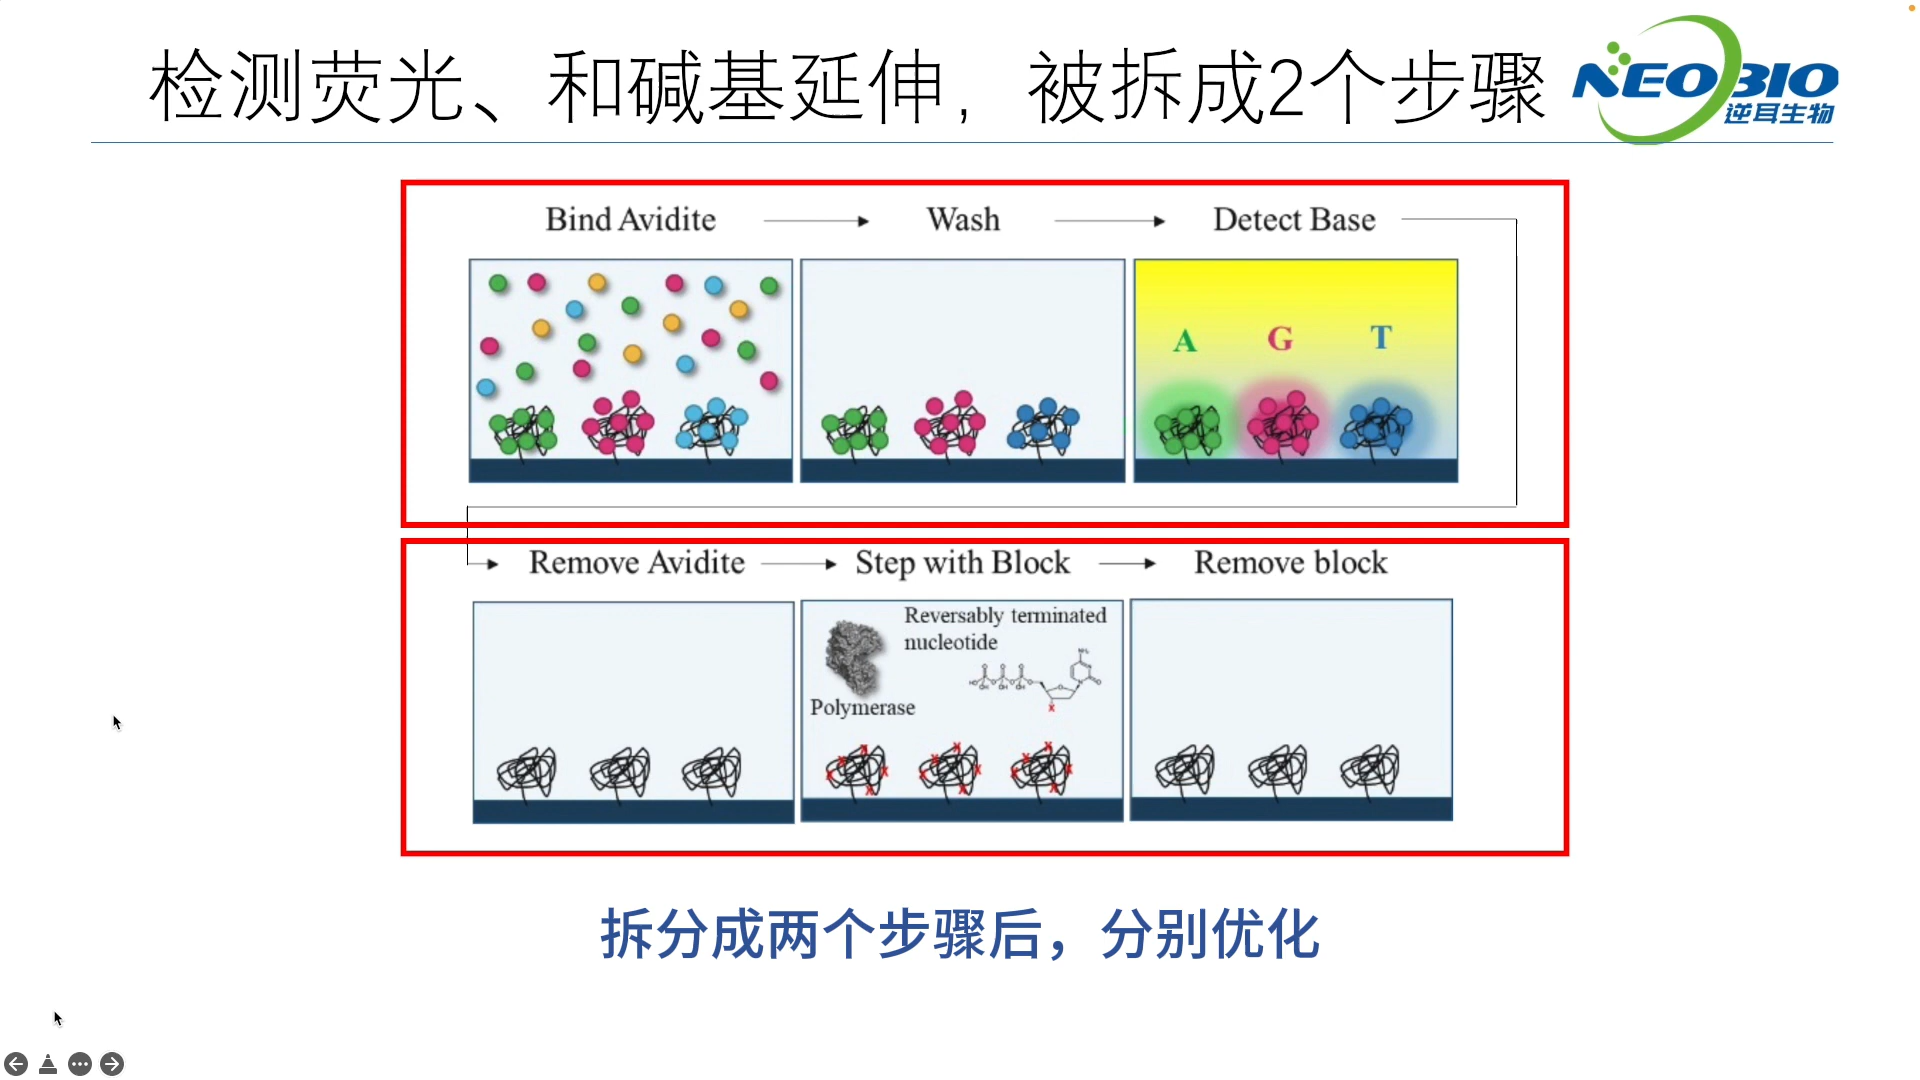 检测荧光、和碱基延伸，被拆成2个步骤
NEOBIO
逆耳生物
Bind Avidite
Wash
Detect Base
A
G
T
Remove Avidite
Step with Block
Remove block
Reversably terminated
nucleotide
Polymerase
拆分成两个步骤后，分别优化